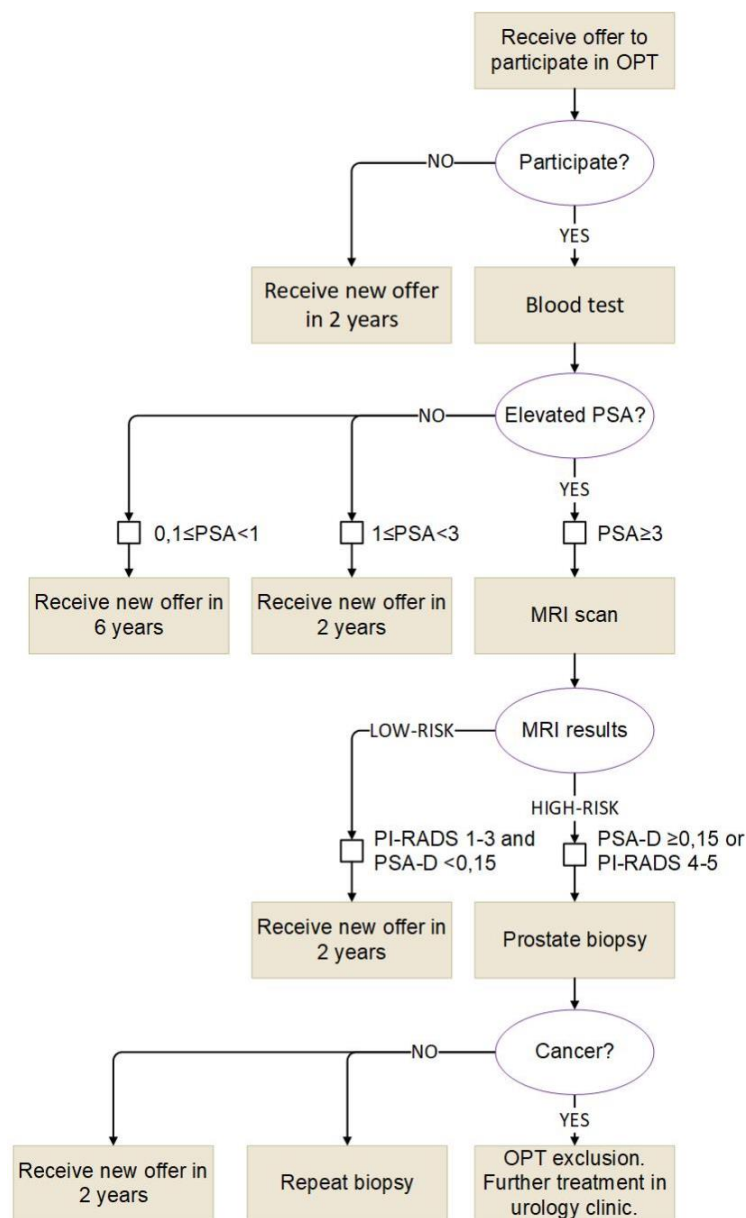 Receive offer to
participate in OPT
Participate?
NO
YES
Receive new offer
in 2 years
Blood test
Elevated PSA?
NO
YES
0,1≤PSA<1
1≤PSA<3
PSA≥3
Receive new offer in
6 years
Receive new offer in
2 years
MRI scan
MRI results
LOW-RISK
HIGH-RISK
PI-RADS 1-3 and
PSA-D <0,15
PSA-D ≥0,15 or
PI-RADS 4-5
Receive new offer in
2 years
Prostate biopsy
Cancer?
NO
YES
Receive new offer in
2 years
Repeat biopsy
OPT exclusion.
Further treatment in
urology clinic.